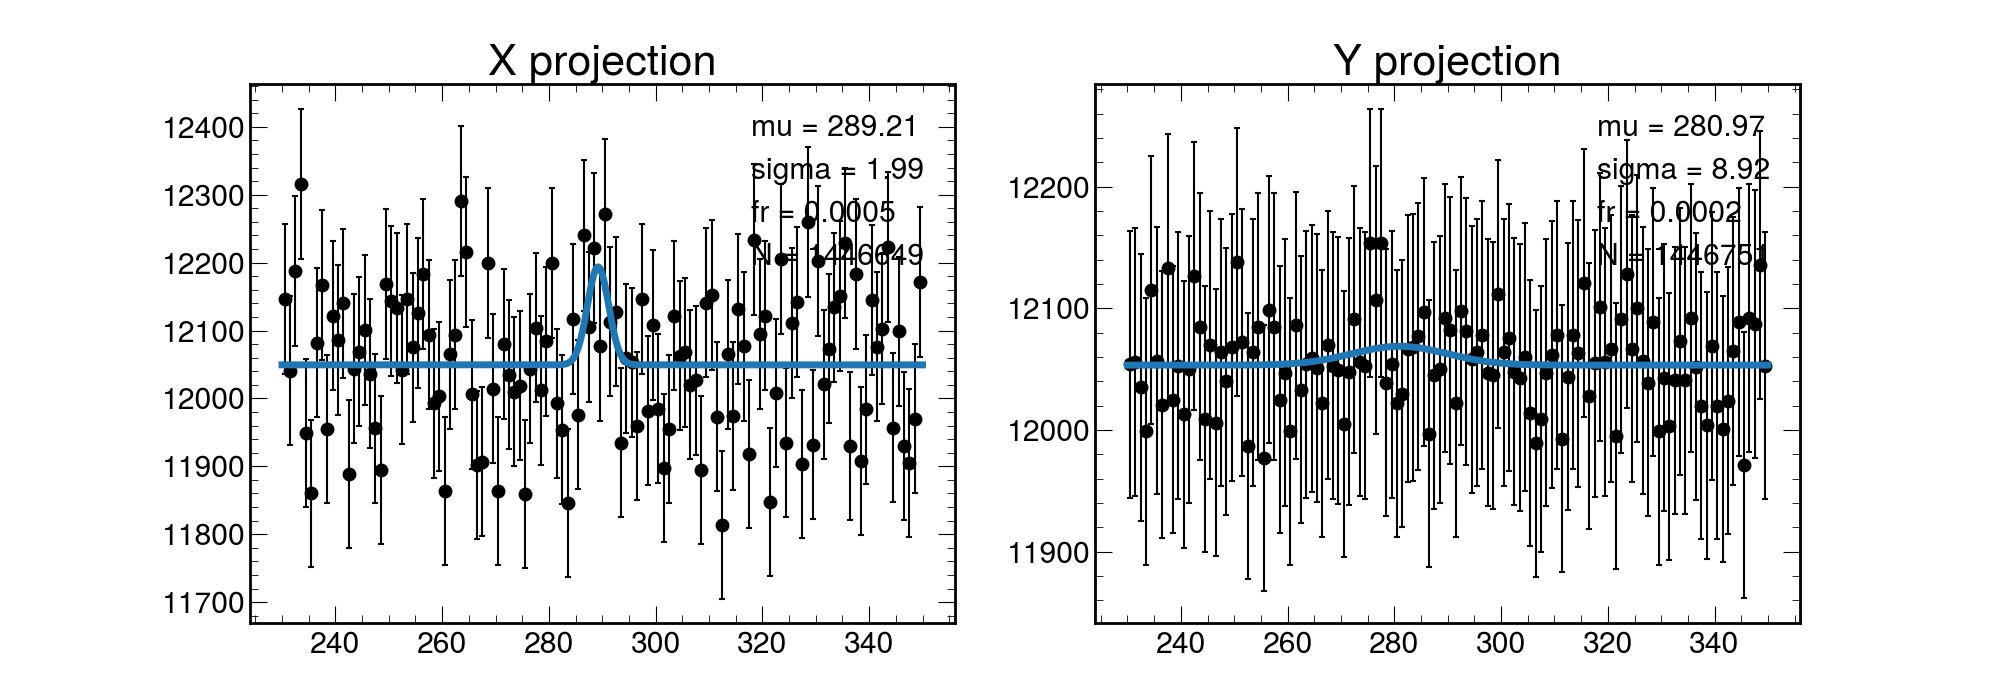 X projection
mu = 289.21
sigma = 1.99
fr = 0.0005
N = 1446649
12400
12300
12200
12100
12000
11900
11800
11700
240 260 280 300 320 340
Y projection
mu = 280.97
sigma = 8.92
fr = 0.0002
N = 1446751
12200
12100
12000
11900
240 260 280 300 320 340